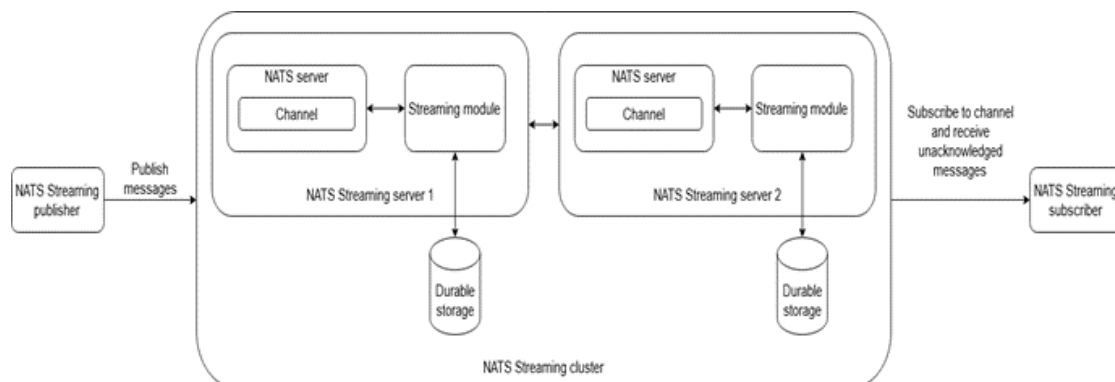 NATS server
Channel
Streaming module
NATS Streaming server 1
NATS server
Channel
Streaming module
NATS Streaming server 2
NATS Streaming
publisher
Publish
messages
Subscribe to channel
and receive
unacknowledged
messages
NATS Streaming
subscriber
Durable
storage
Durable
storage
NATS Streaming cluster